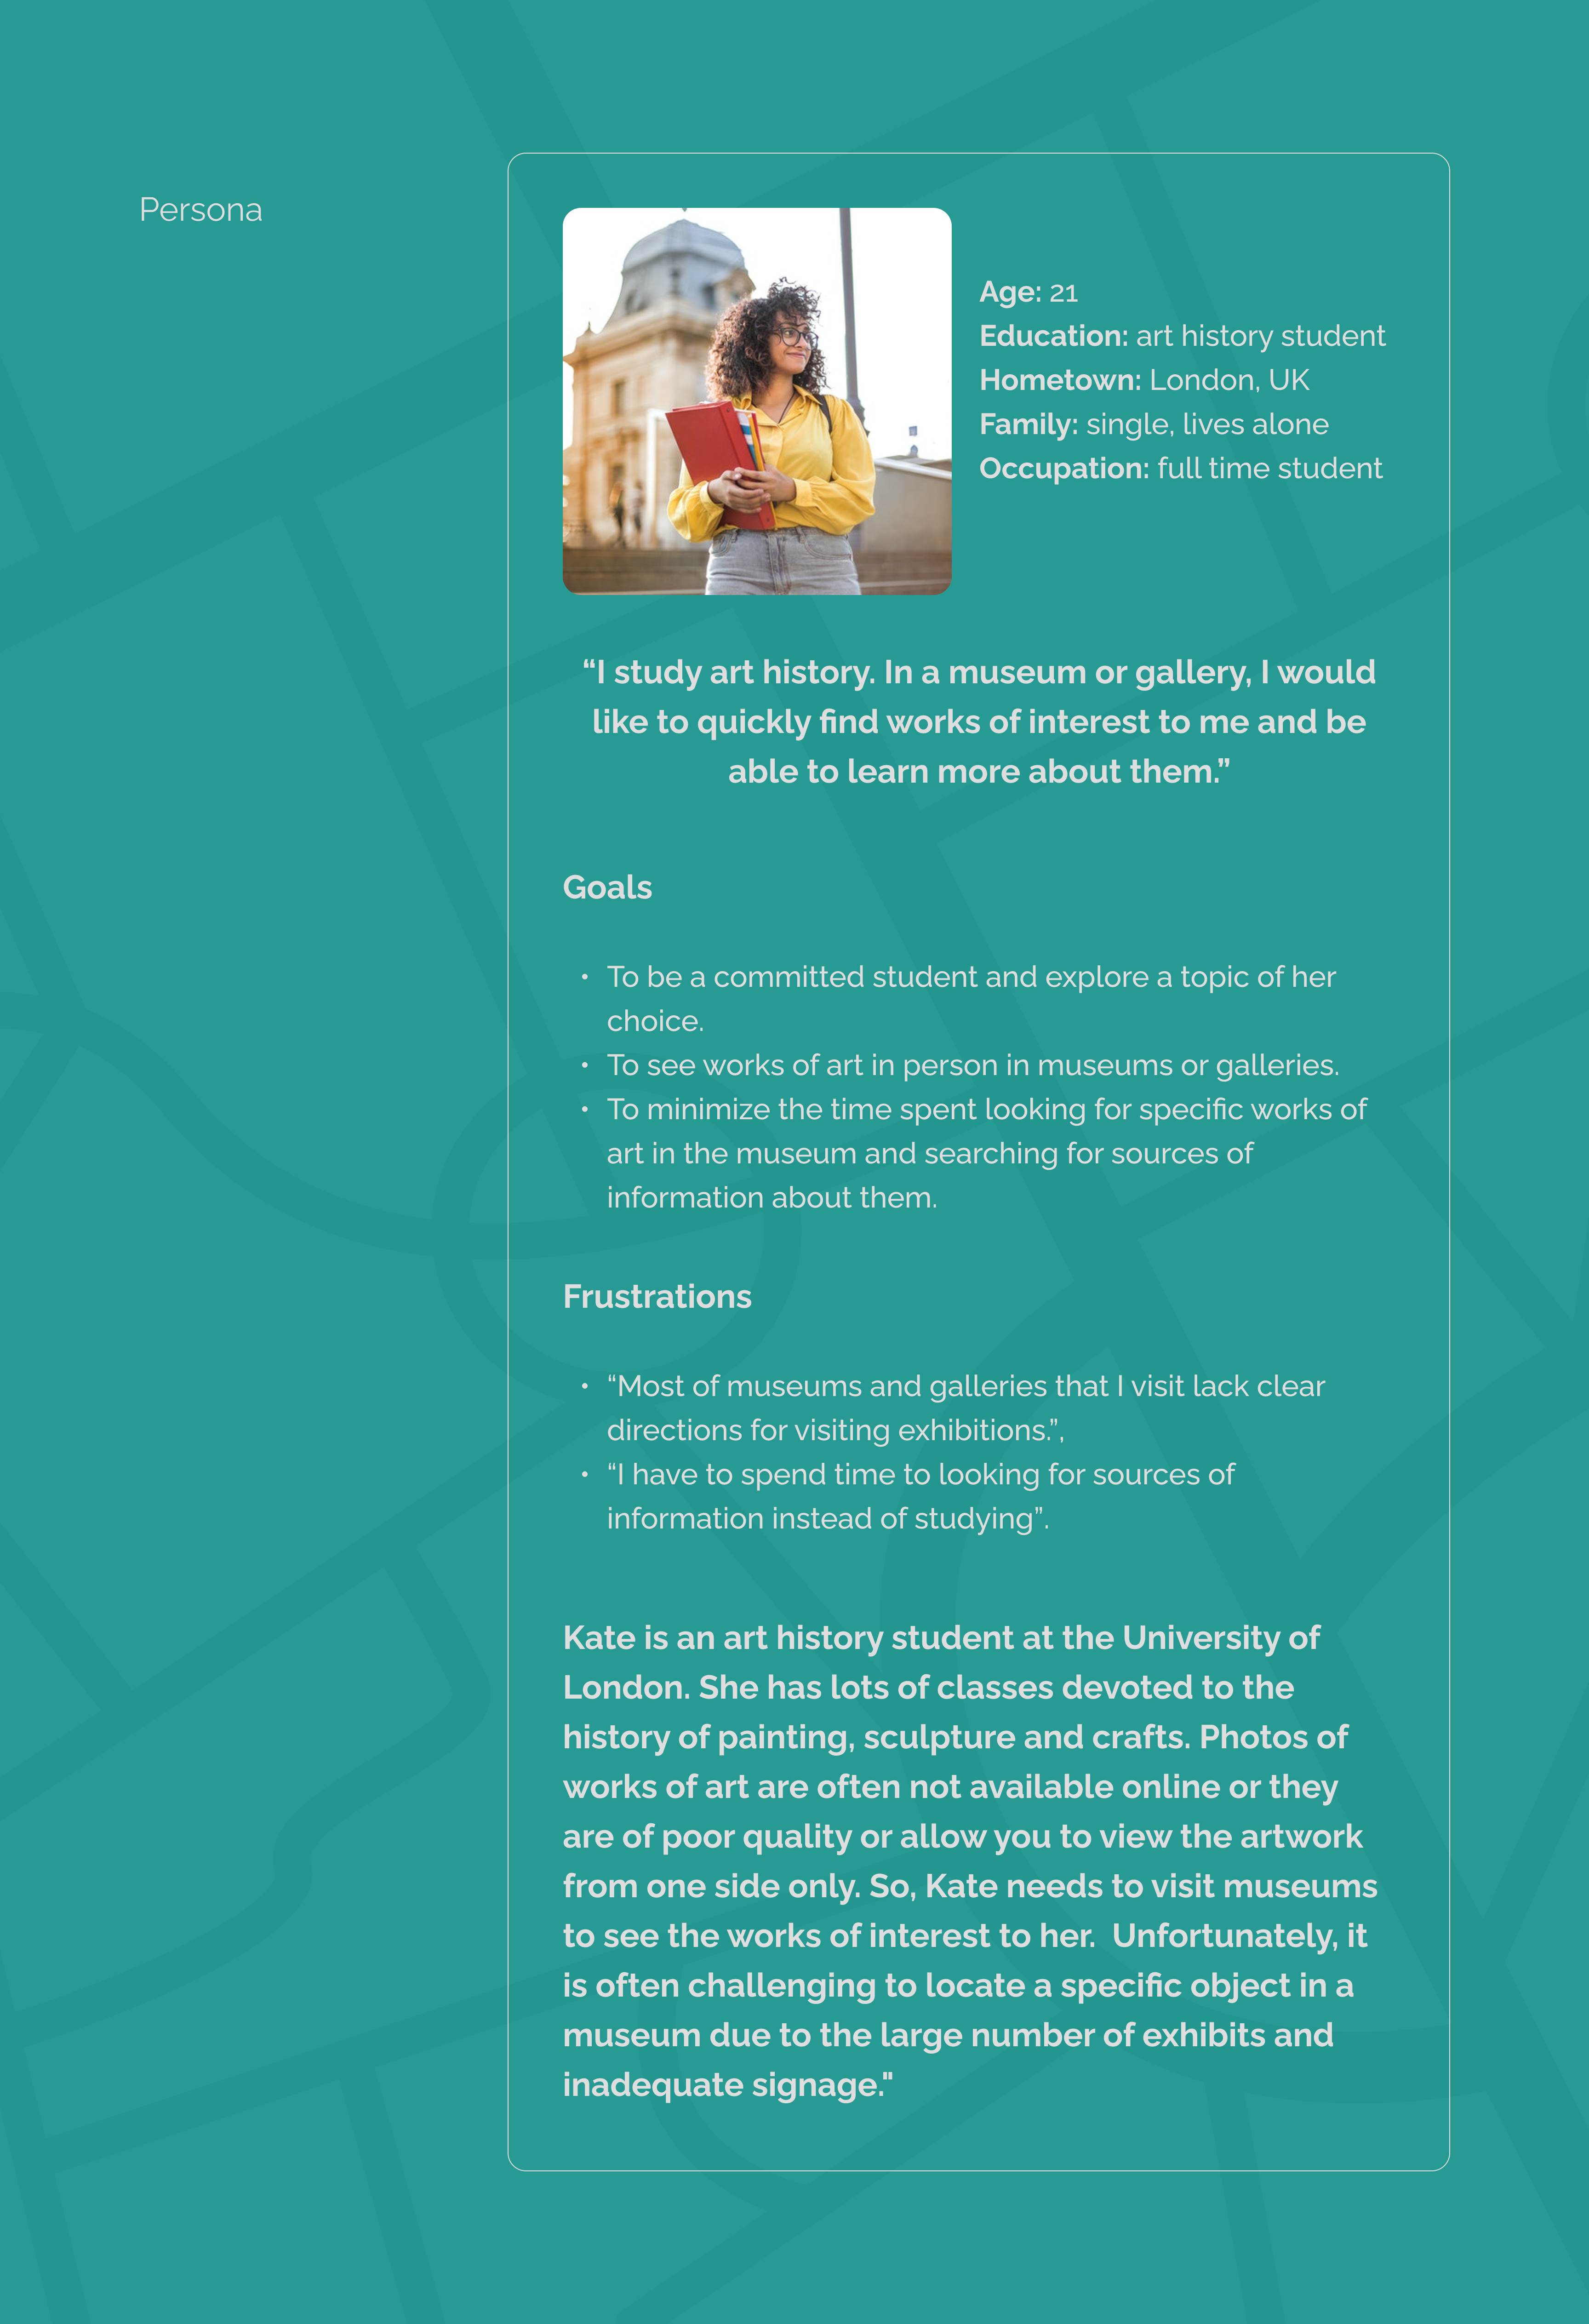 Persona
Age: 21
Education: art history student
Hometown: London, UK
Family: single, lives alone
Occupation: full time student
“I study art history. In a museum or gallery, I would
like to quickly find works of interest to me and be
able to learn more about them.”
Goals
• To be a committed student and explore a topic of her
choice.
• To see works of art in person in museums or galleries.
• To minimize the time spent looking for specific works of
art in the museum and searching for sources of
information about them.
Frustrations
• “Most of museums and galleries that I visit lack clear
directions for visiting exhibitions.”,
• “I have to spend time to looking for sources of
information instead of studying”.
Kate is an art history student at the University of
London. She has lots of classes devoted to the
history of painting, sculpture and crafts. Photos of
works of art are often not available online or they
are of poor quality or allow you to view the artwork
from one side only. So, Kate needs to visit museums
to see the works of interest to her.  Unfortunately, it
is often challenging to locate a specific object in a
museum due to the large number of exhibits and
inadequate signage."